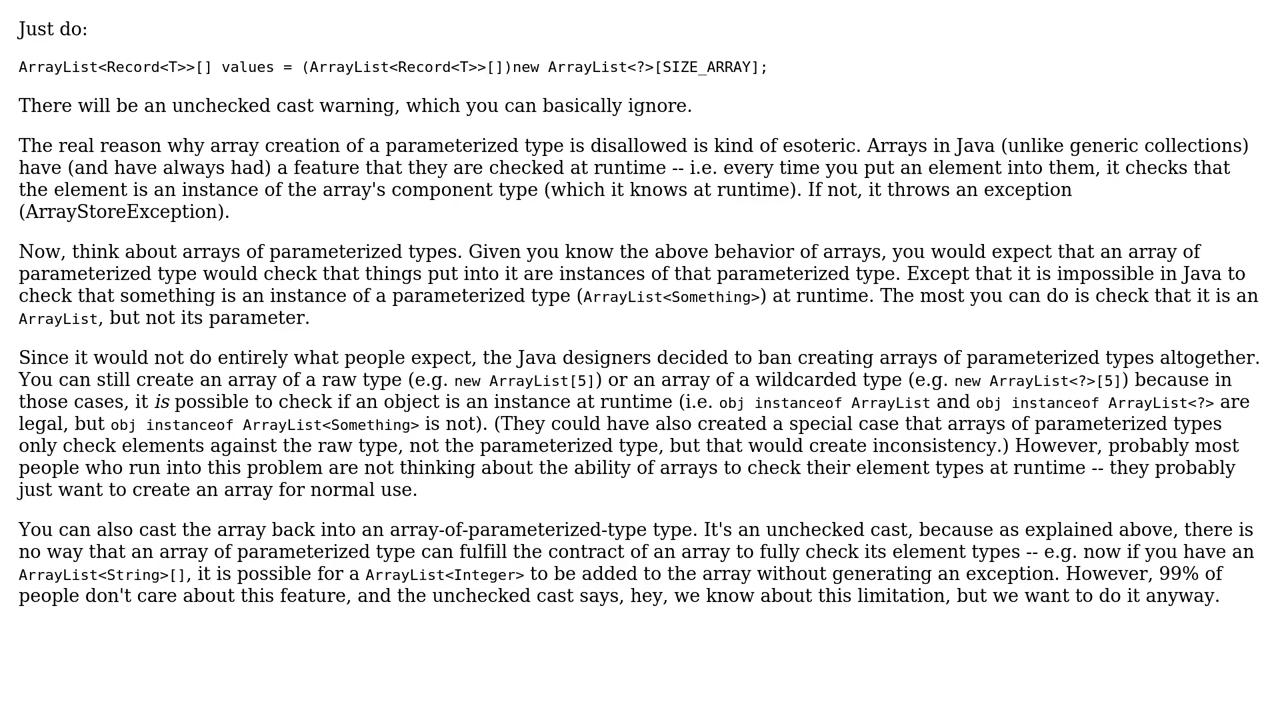 Just do:
ArrayList<Record<T>>[] values = (ArrayList<Record<T>>[])new ArrayList<?>[SIZE_ARRAY];
There will be an unchecked cast warning, which you can basically ignore.
The real reason why array creation of a parameterized type is disallowed is kind of esoteric. Arrays in Java (unlike generic collections)
have (and have always had) a feature that they are checked at runtime -- i.e. every time you put an element into them, it checks that
the element is an instance of the array's component type (which it knows at runtime). If not, it throws an exception
(ArrayStoreException).
Now, think about arrays of parameterized types. Given you know the above behavior of arrays, you would expect that an array of
parameterized type would check that things put into it are instances of that parameterized type. Except that it is impossible in Java to
check that something is an instance of a parameterized type (ArrayList<Something>) at runtime. The most you can do is check that it is an
ArrayList, but not its parameter.
Since it would not do entirely what people expect, the Java designers decided to ban creating arrays of parameterized types altogether.
You can still create an array of a raw type (e.g. new ArrayList[5]) or an array of a wildcarded type (e.g. new ArrayList<?>[5]) because in
those cases, it is possible to check if an object is an instance at runtime (i.e. obj instanceof ArrayList and obj instanceof ArrayList<?> are
legal, but obj instanceof ArrayList<Something> is not). (They could have also created a special case that arrays of parameterized types
only check elements against the raw type, not the parameterized type, but that would create inconsistency.) However, probably most
people who run into this problem are not thinking about the ability of arrays to check their element types at runtime -- they probably
just want to create an array for normal use.
You can also cast the array back into an array-of-parameterized-type type. It's an unchecked cast, because as explained above, there is
no way that an array of parameterized type can fulfill the contract of an array to fully check its element types -- e.g. now if you have an
ArrayList<String>[], it is possible for a ArrayList<Integer> to be added to the array without generating an exception. However, 99% of
people don't care about this feature, and the unchecked cast says, hey, we know about this limitation, but we want to do it anyway.